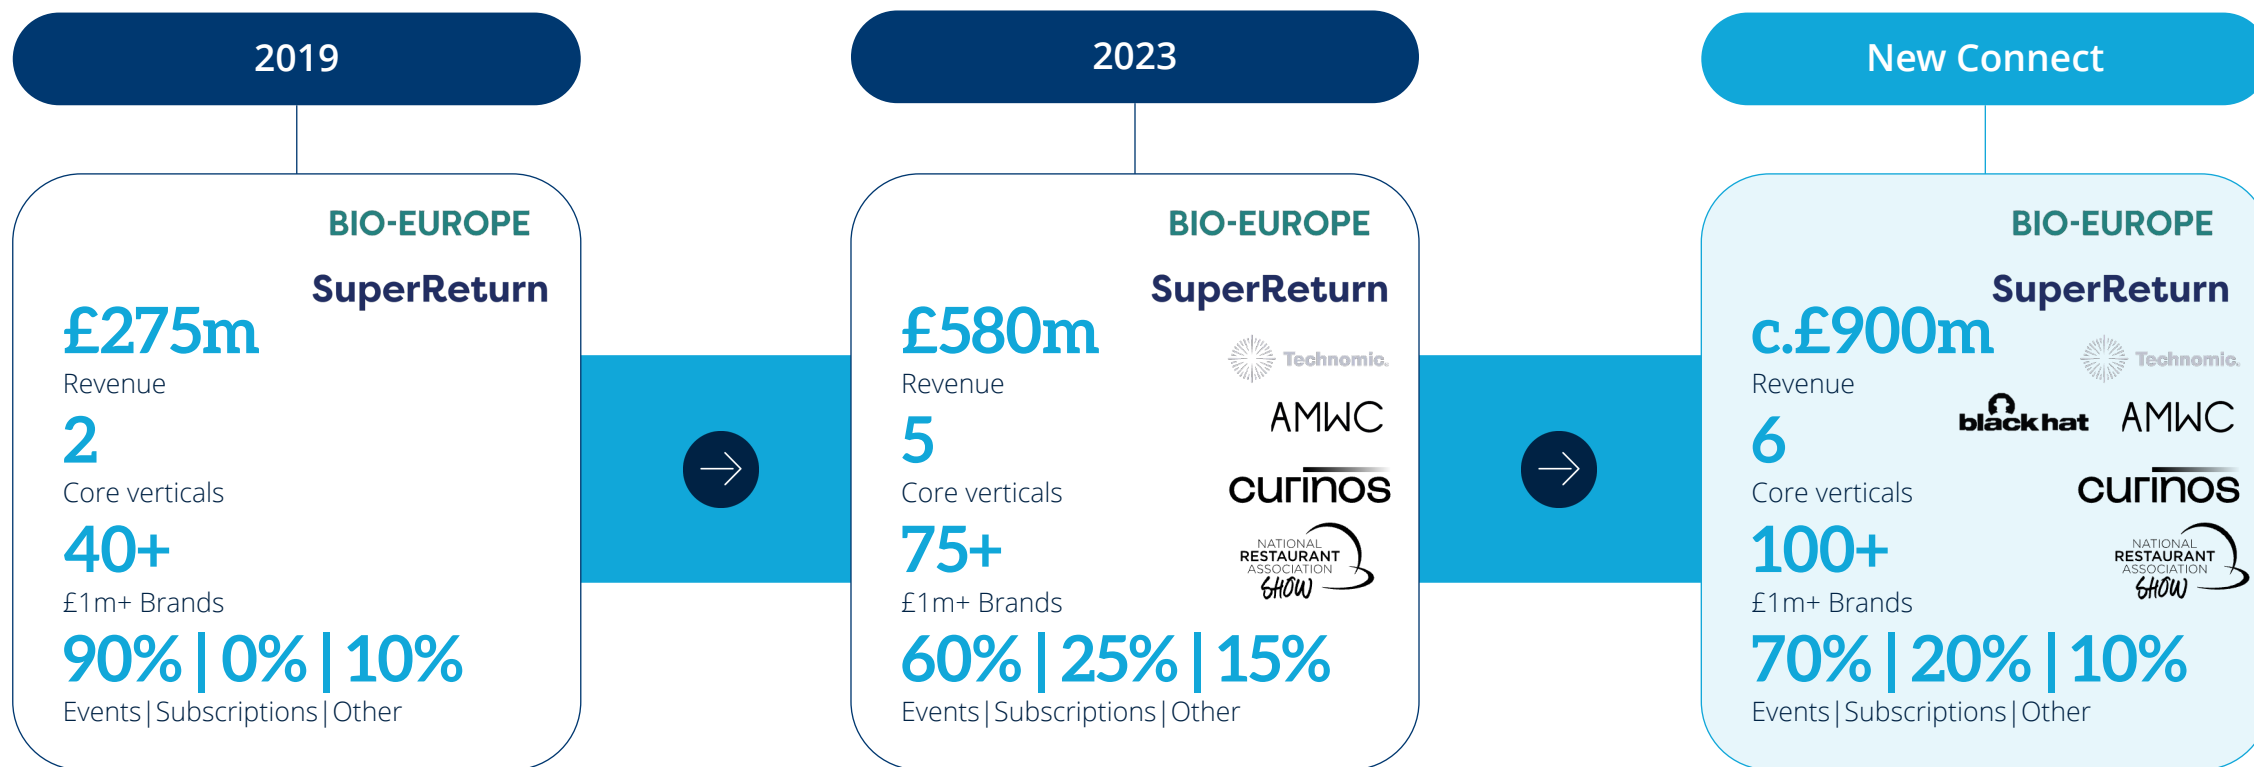 2019
BIO-EUROPE
SuperReturn
£275m
Revenue
2
Core verticals
40+
£1m+ Brands
90% | 0% | 10%
Events|Subscriptions|Other
2023
BIO-EUROPE
SuperReturn
£580m
Technomic.
Revenue
AMWC
5
curinos
Core verticals
NATIONAL
RESTAURANT
ASSOCIATION
SHOW
75+
£1m+ Brands
60% | 25% | 15%
Events|Subscriptions|Other
New Connect
BIO-EUROPE
SuperReturn
c.£900m
Technomic.
Revenue
black hat
AMWC
6
curinos
Core verticals
NATIONAL
RESTAURANT
ASSOCIATION
SHOW
100+
£1m+ Brands
70% | 20% | 10%
Events|Subscriptions|Other